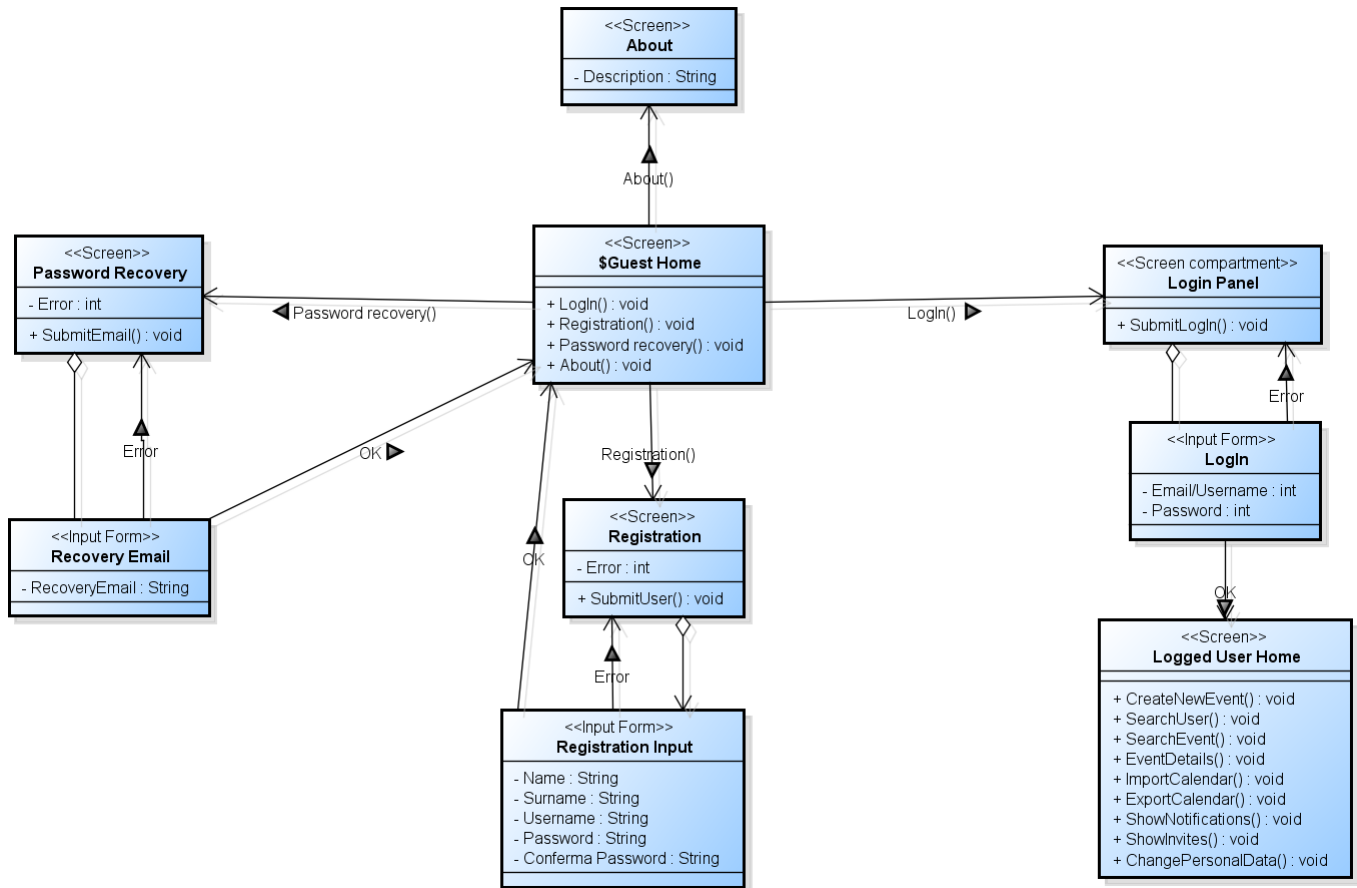 <<Screen>>
About
- Description : String
About()
<<Screen>>
Password Recovery
- Error : int
+ SubmitEmail() : void
<<Screen>>
$Guest Home
+ LogIn() : void
+ Registration() : void
+ Password recovery() : void
+ About() : void
<<Screen compartment>>
Login Panel
+ SubmitLogIn() : void
Password recovery()
LogIn()
Error
OK
Registration()
Error
<<Input Form>>
LogIn
- Email/Username : int
- Password : int
<<Input Form>>
Recovery Email
- RecoveryEmail : String
OK
<<Screen>>
Registration
- Error : int
+ SubmitUser() : void
OK
Error
<<Screen>>
Logged User Home
+ CreateNewEvent() : void
+ SearchUser() : void
+ SearchEvent() : void
+ EventDetails() : void
+ ImportCalendar() : void
+ ExportCalendar() : void
+ ShowNotifications() : void
+ ShowInvites() : void
+ ChangePersonalData() : void
<<Input Form>>
Registration Input
- Name : String
- Surname : String
- Username : String
- Password : String
- Conferma Password : String